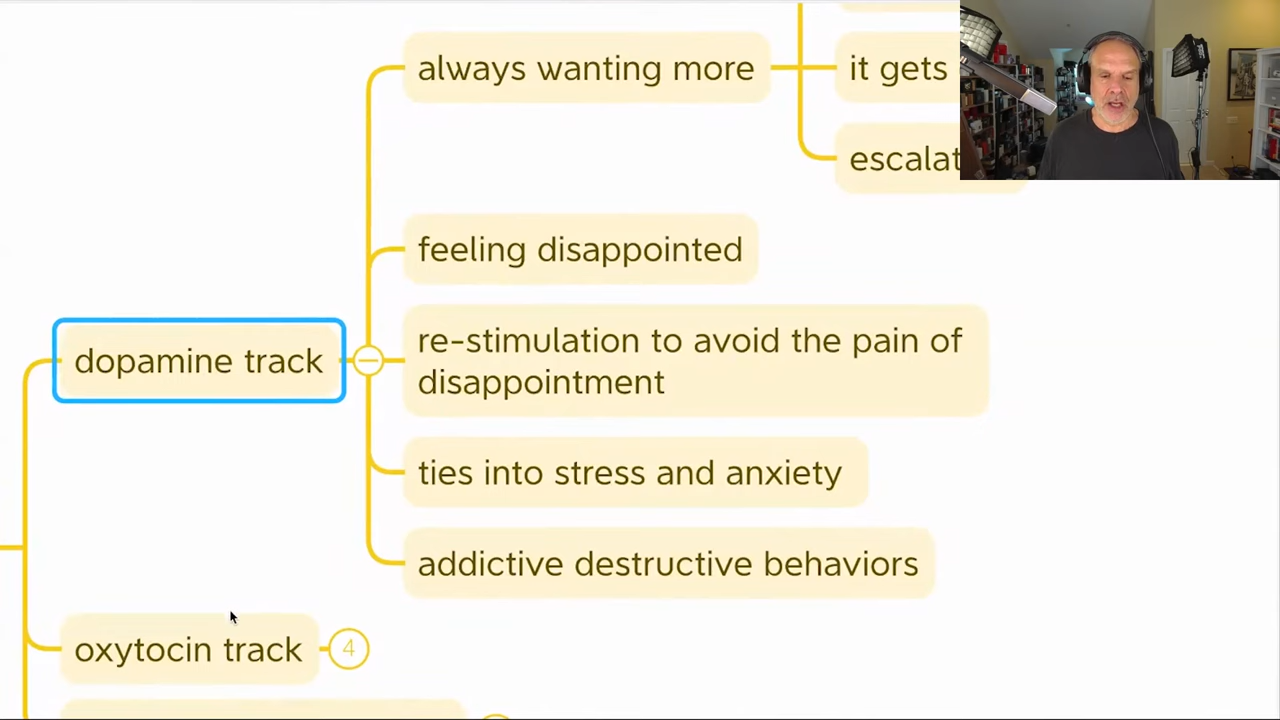 always wanting more
it gets
feeling disappointed
dopamine track
re-stimulation to avoid the pain of
disappointment
ties into stress and anxiety
addictive destructive behaviors
oxytocin track
4